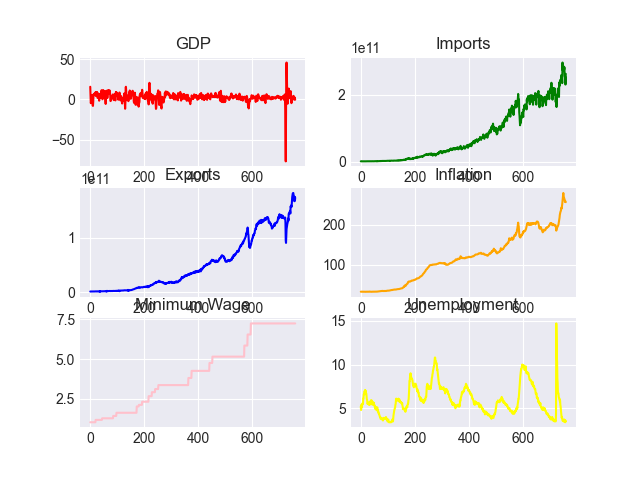 GDP
50
0
−50
0 200 400 600
Imports
1e11
2
0
0 200 400 600
Exports
1e11
1
0
0 200 400 600
Inflation
200
100
0 200 400 600
Minimum Wage
7.5
5.0
2.5
0 200 400 600
Unemployment
15
10
5
0 200 400 600